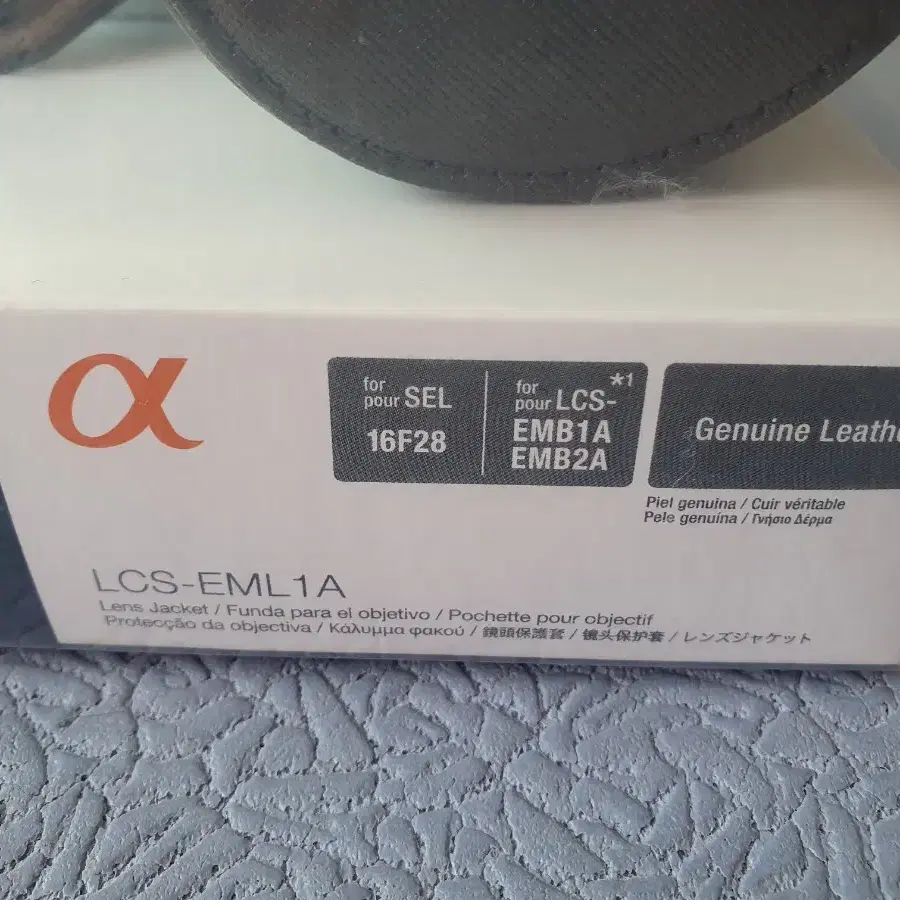 α
for
pour SEL
16F28
for
pour LCS-*1
EMB1A
EMB2A
Genuine
Piel genuina / Cuir véritable
Pele genuína / Γνήσιο Δέρμα
LCS-EML1A
Lens Jacket / Funda para el objetivo / Pochette pour objectif
Protecção da objectiva / Κάλυμμα φακού / 鏡頭保護套 / 镜头保护套 / レンズジャケット